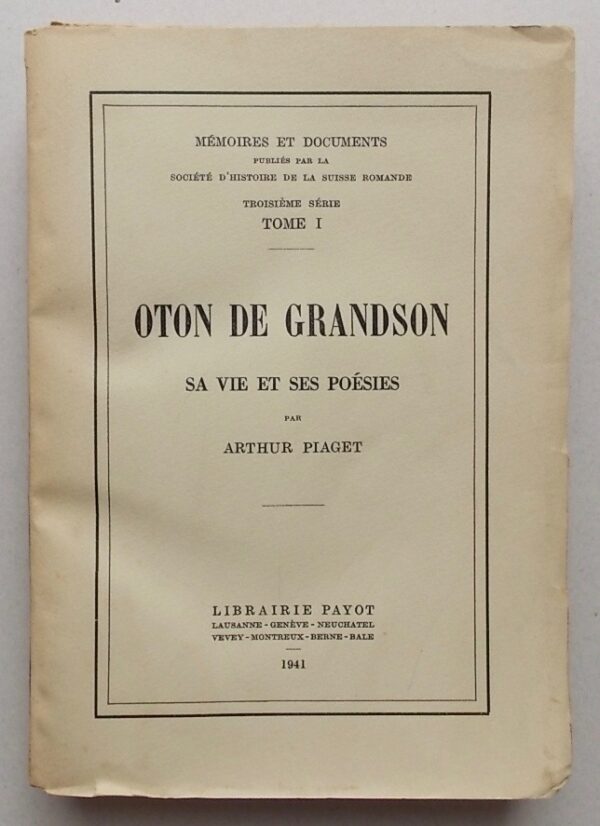 MÉMOIRES ET DOCUMENTS
PUBLIÉS PAR LA
SOCIÉTÉ D'HISTOIRE DE LA SUISSE ROMANDE
TROISIÈME SÉRIE
TOME I
OTON DE GRANDSON
SA VIE ET SES POÉSIES
PAR
ARTHUR PIAGET
LIBRAIRIE PAYOT
LAUSANNE - GENÈVE - NEUCHATEL
VEVEY - MONTREUX - BERNE - BALE
1941